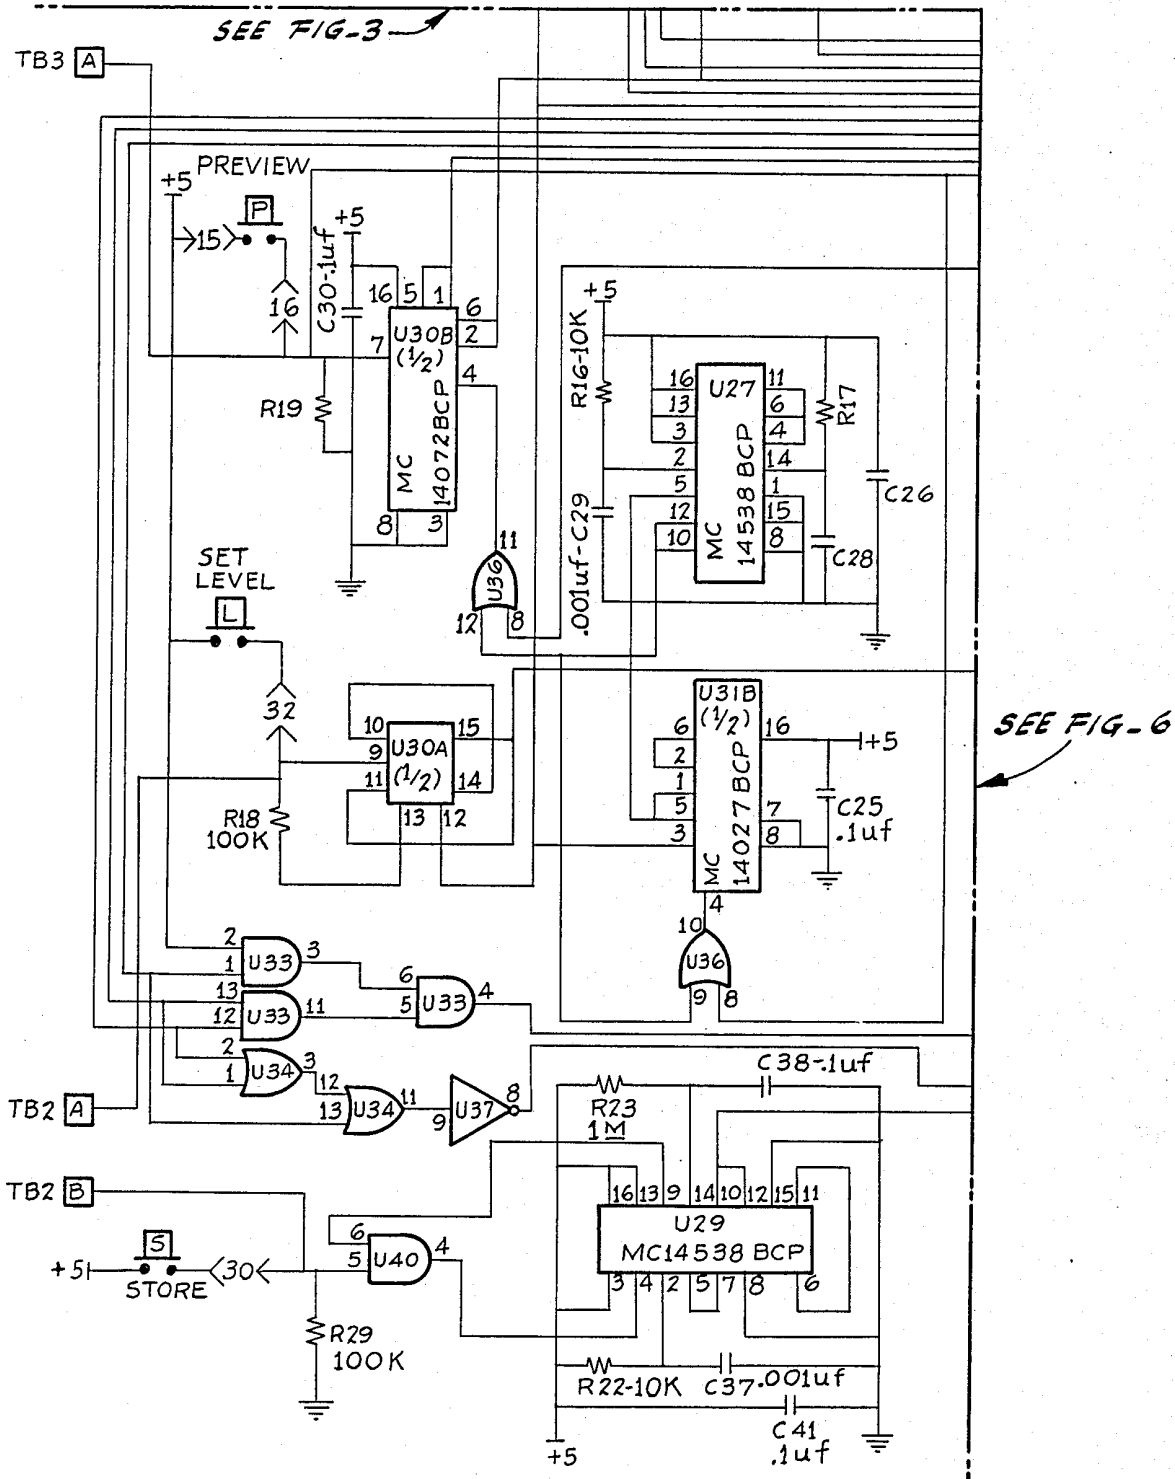 SEE FIG-3
TB3 A
PREVIEW
+5
P
15
16
+5
C30-.1uf
16 5 1
6
2
4
7
U30B
(1/2)
MC
14072BCP
8 3
R19
+5
R16-10K
.001uf-C29
16
13
3
2
5
12
10
U27
MC
14538 BCP
11
6
4
14
1
15
8
R17
C26
C28
11
U36
12 8
SET
LEVEL
L
32
10
9
11
U30A
(1/2)
15
14
13 12
R18
100K
6
2
1
5
3
U31B
(1/2)
MC
14027 BCP
16
7
8
+5
C25
.1uf
4
10
U36
9 8
SEE FIG-6
2
1
U33
3
13
12
U33
11
6
5
U33
4
2
1
U34
3
12
13
U34
11
9
U37
8
TB2 A
TB2 B
S
+5
STORE
30
6
5
U40
4
R29
100K
R23
1M
C38-.1uf
16 13 9 14 10 12 15 11
U29
MC14538 BCP
3 4 2 5 7 8 6
R22-10K
C37 .001uf
C41
.1uf
+5